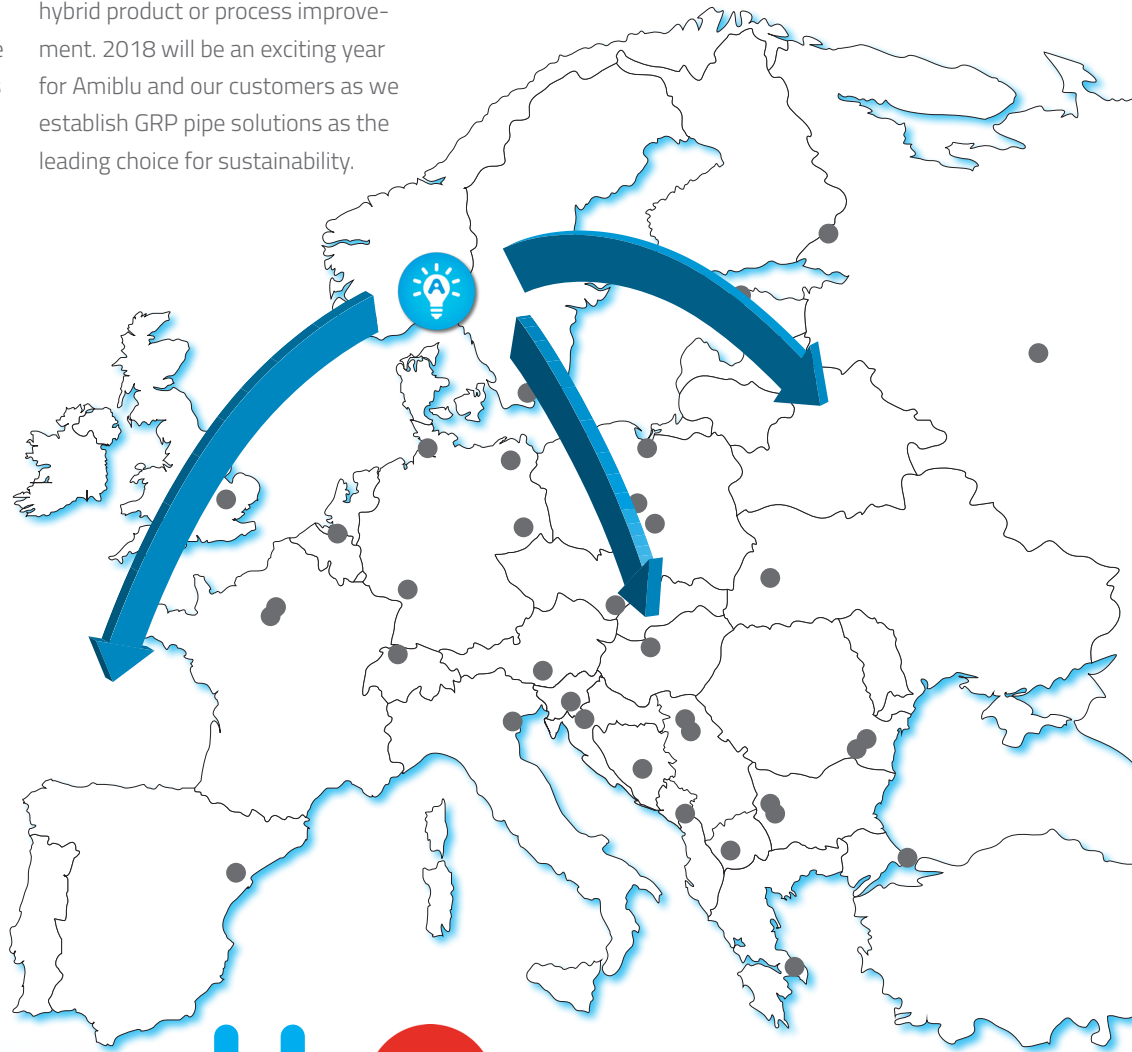 hybrid product or process improve-
e
ment. 2018 will be an exciting year
for Amiblu and our customers as we
establish GRP pipe solutions as the
leading choice for sustainability.
A